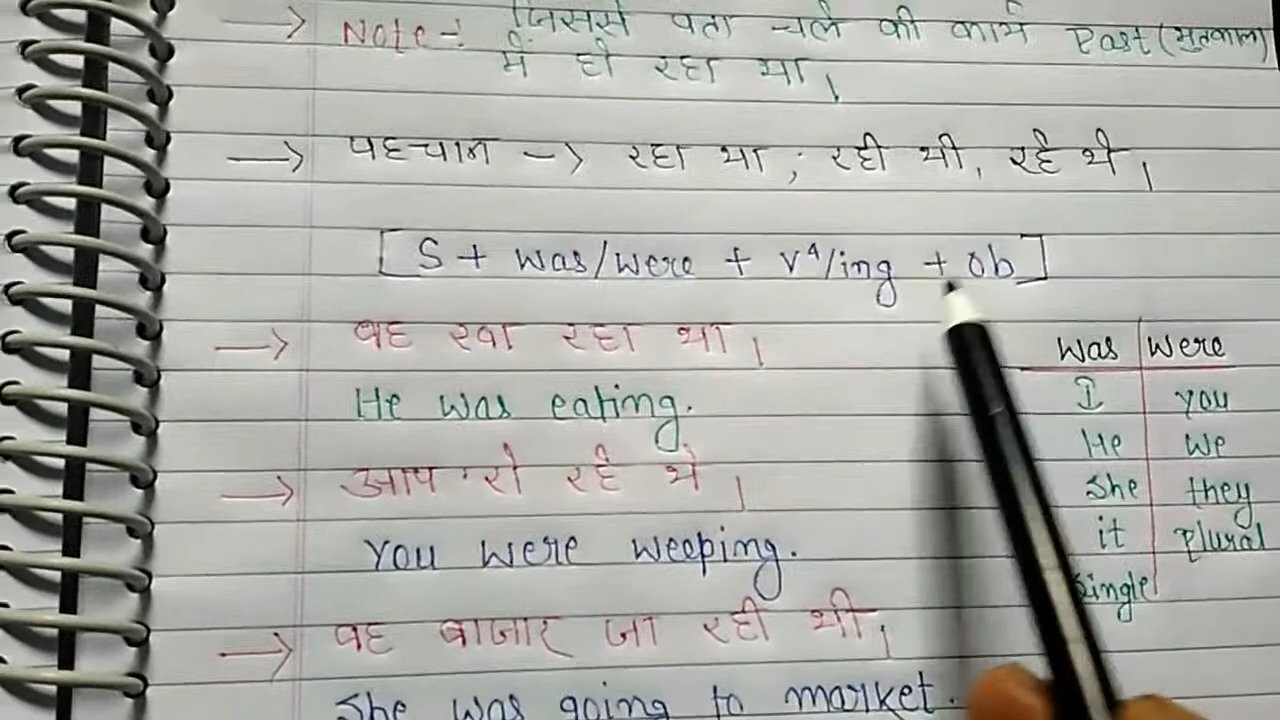 → Note -: जिससे पता चले की कार्य Past (भुतकाल)
में हो रहा था।
→ पहचान → रहा था ; रही थी, रहे थे।
[ S + was/were + v⁴/ing + ob ]
→ वह खा रहा था।
He was eating.
→ आप रो रहे थे।
You were weeping.
→ वह बाजार जा रही थी।
She was going to market.
was | were
I | you
He | we
She | they
it | plural
Single